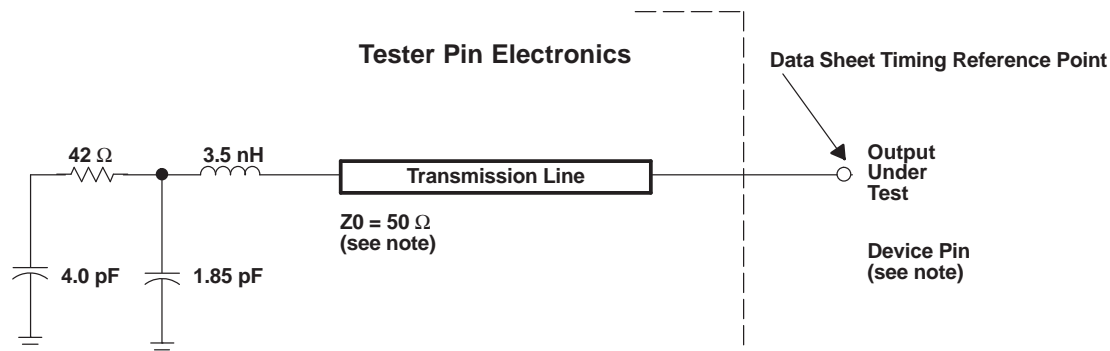 Tester Pin Electronics
Data Sheet Timing Reference Point
42 Ω
3.5 nH
Transmission Line
Output
Under
Test
Z0 = 50 Ω
(see note)
Device Pin
(see note)
4.0 pF
1.85 pF